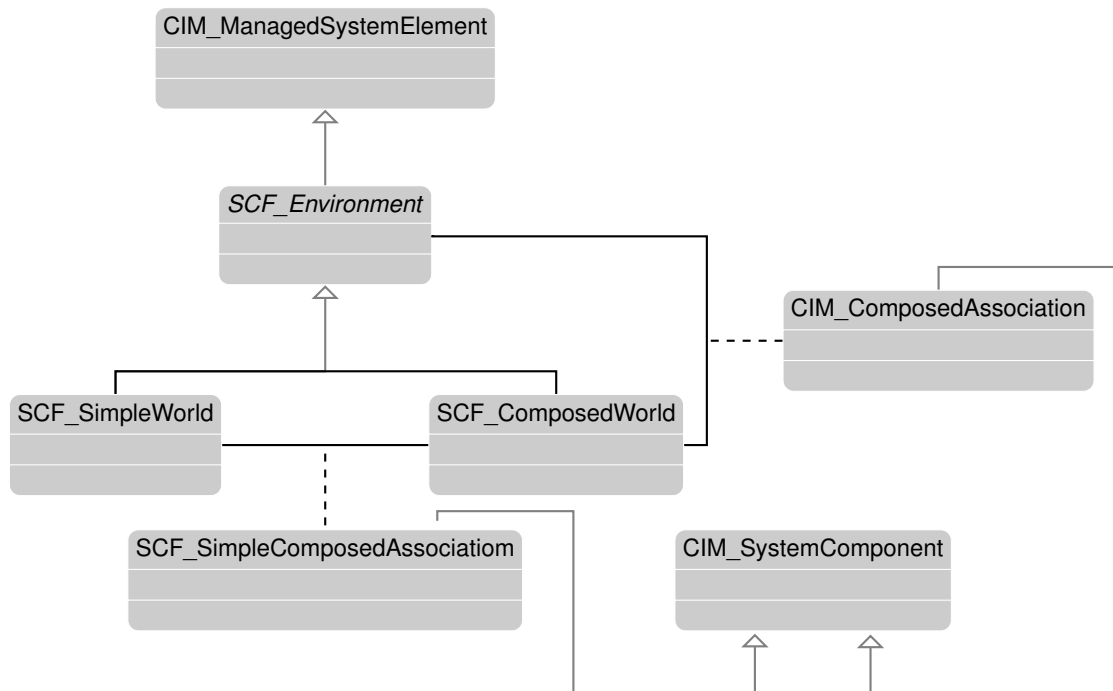 CIM_ManagedSystemElement
SCF_Environment
CIM_ComposedAssociation
SCF_SimpleWorld
SCF_ComposedWorld
SCF_SimpleComposedAssociatiom
CIM_SystemComponent